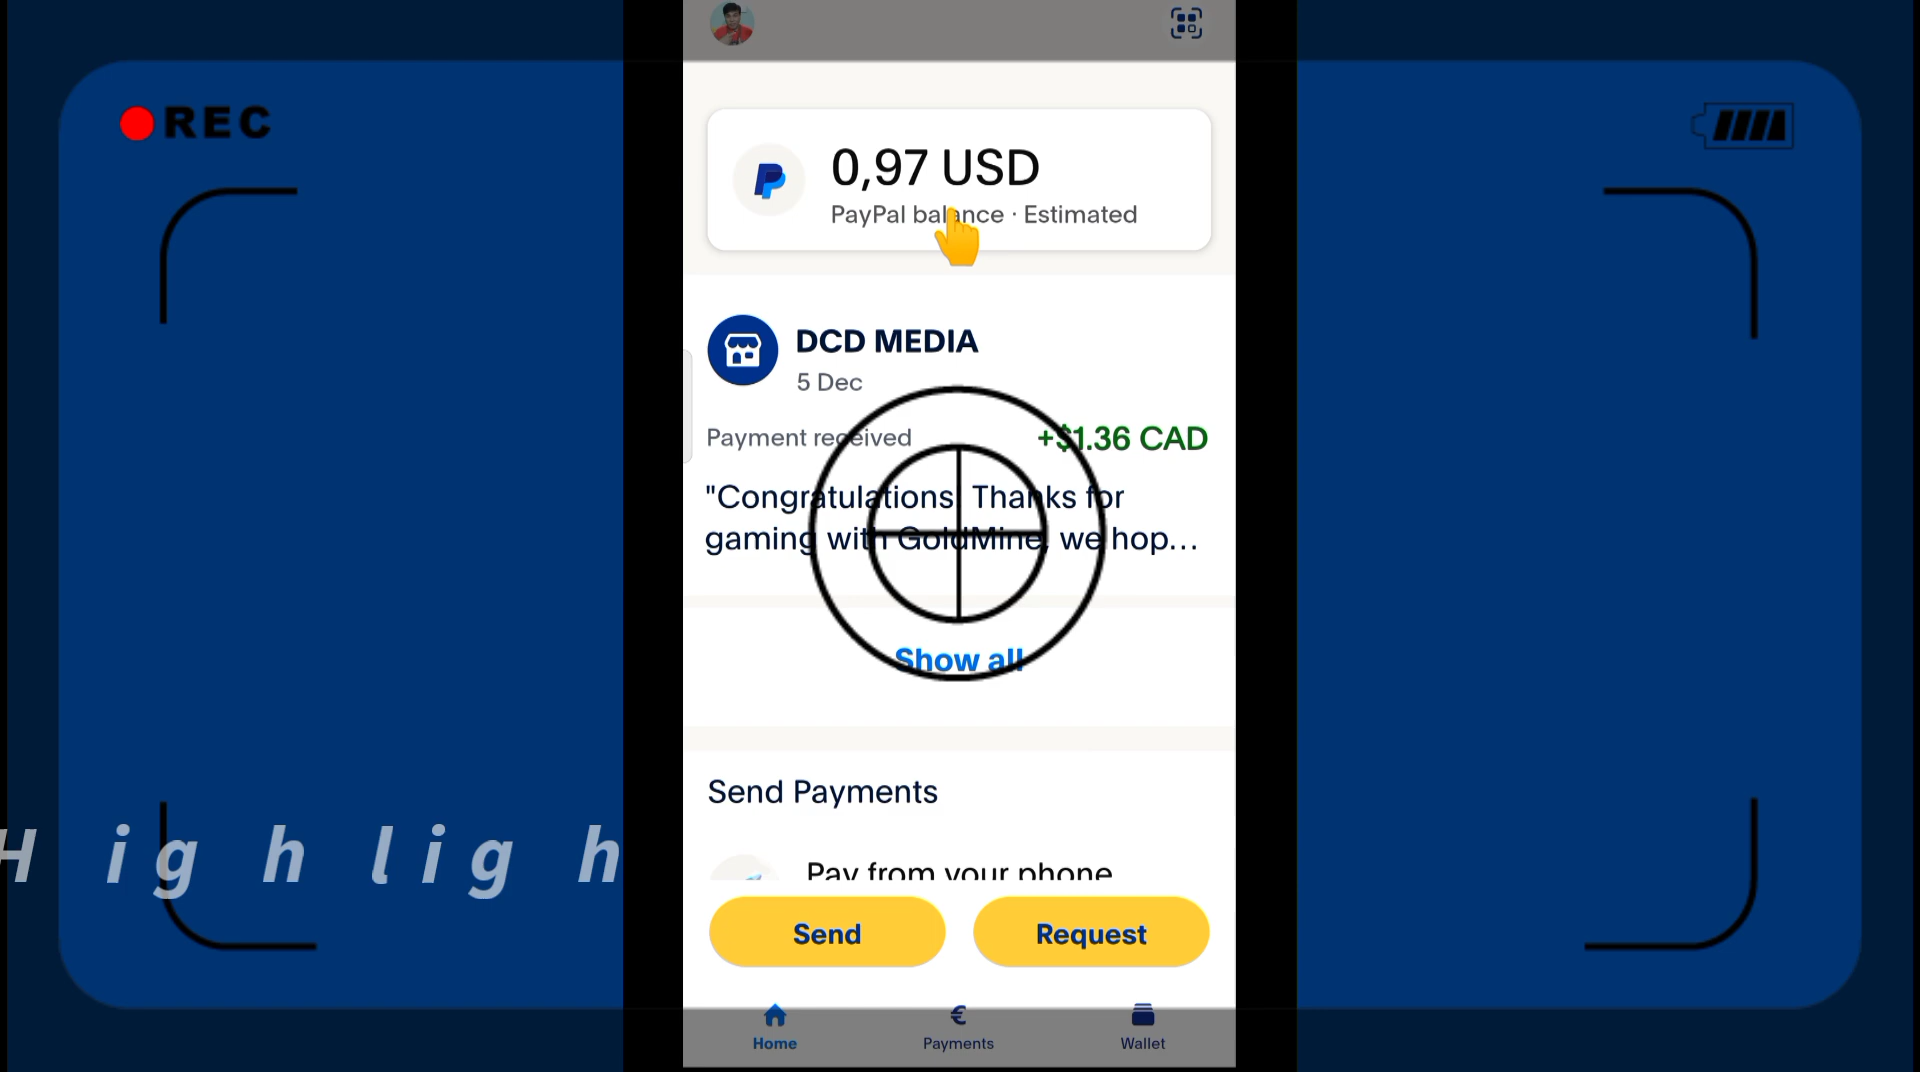 REC
0,97 USD
PayPal balance · Estimated
DCD MEDIA
5 Dec
Payment received +$1.36 CAD
"Congratulations! Thanks for
gaming with GoldMine, we hop…
Show all
Send Payments
Pay from your phone
H i g h l i g h
Send Request
Home Payments Wallet